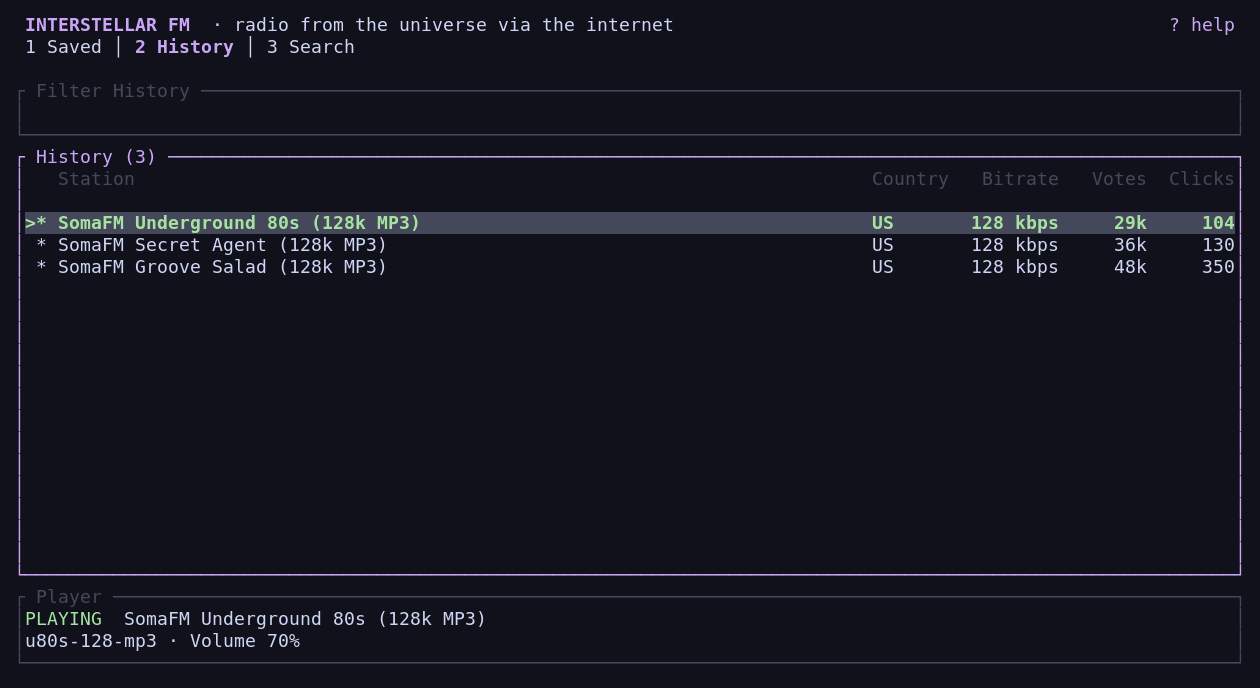 INTERSTELLAR FM · radio from the universe via the internet ? help
1 Saved │ 2 History │ 3 Search
Filter History
History (3)
Station Country Bitrate Votes Clicks
>* SomaFM Underground 80s (128k MP3) US 128 kbps 29k 104
* SomaFM Secret Agent (128k MP3) US 128 kbps 36k 130
* SomaFM Groove Salad (128k MP3) US 128 kbps 48k 350
Player
PLAYING SomaFM Underground 80s (128k MP3)
u80s-128-mp3 · Volume 70%